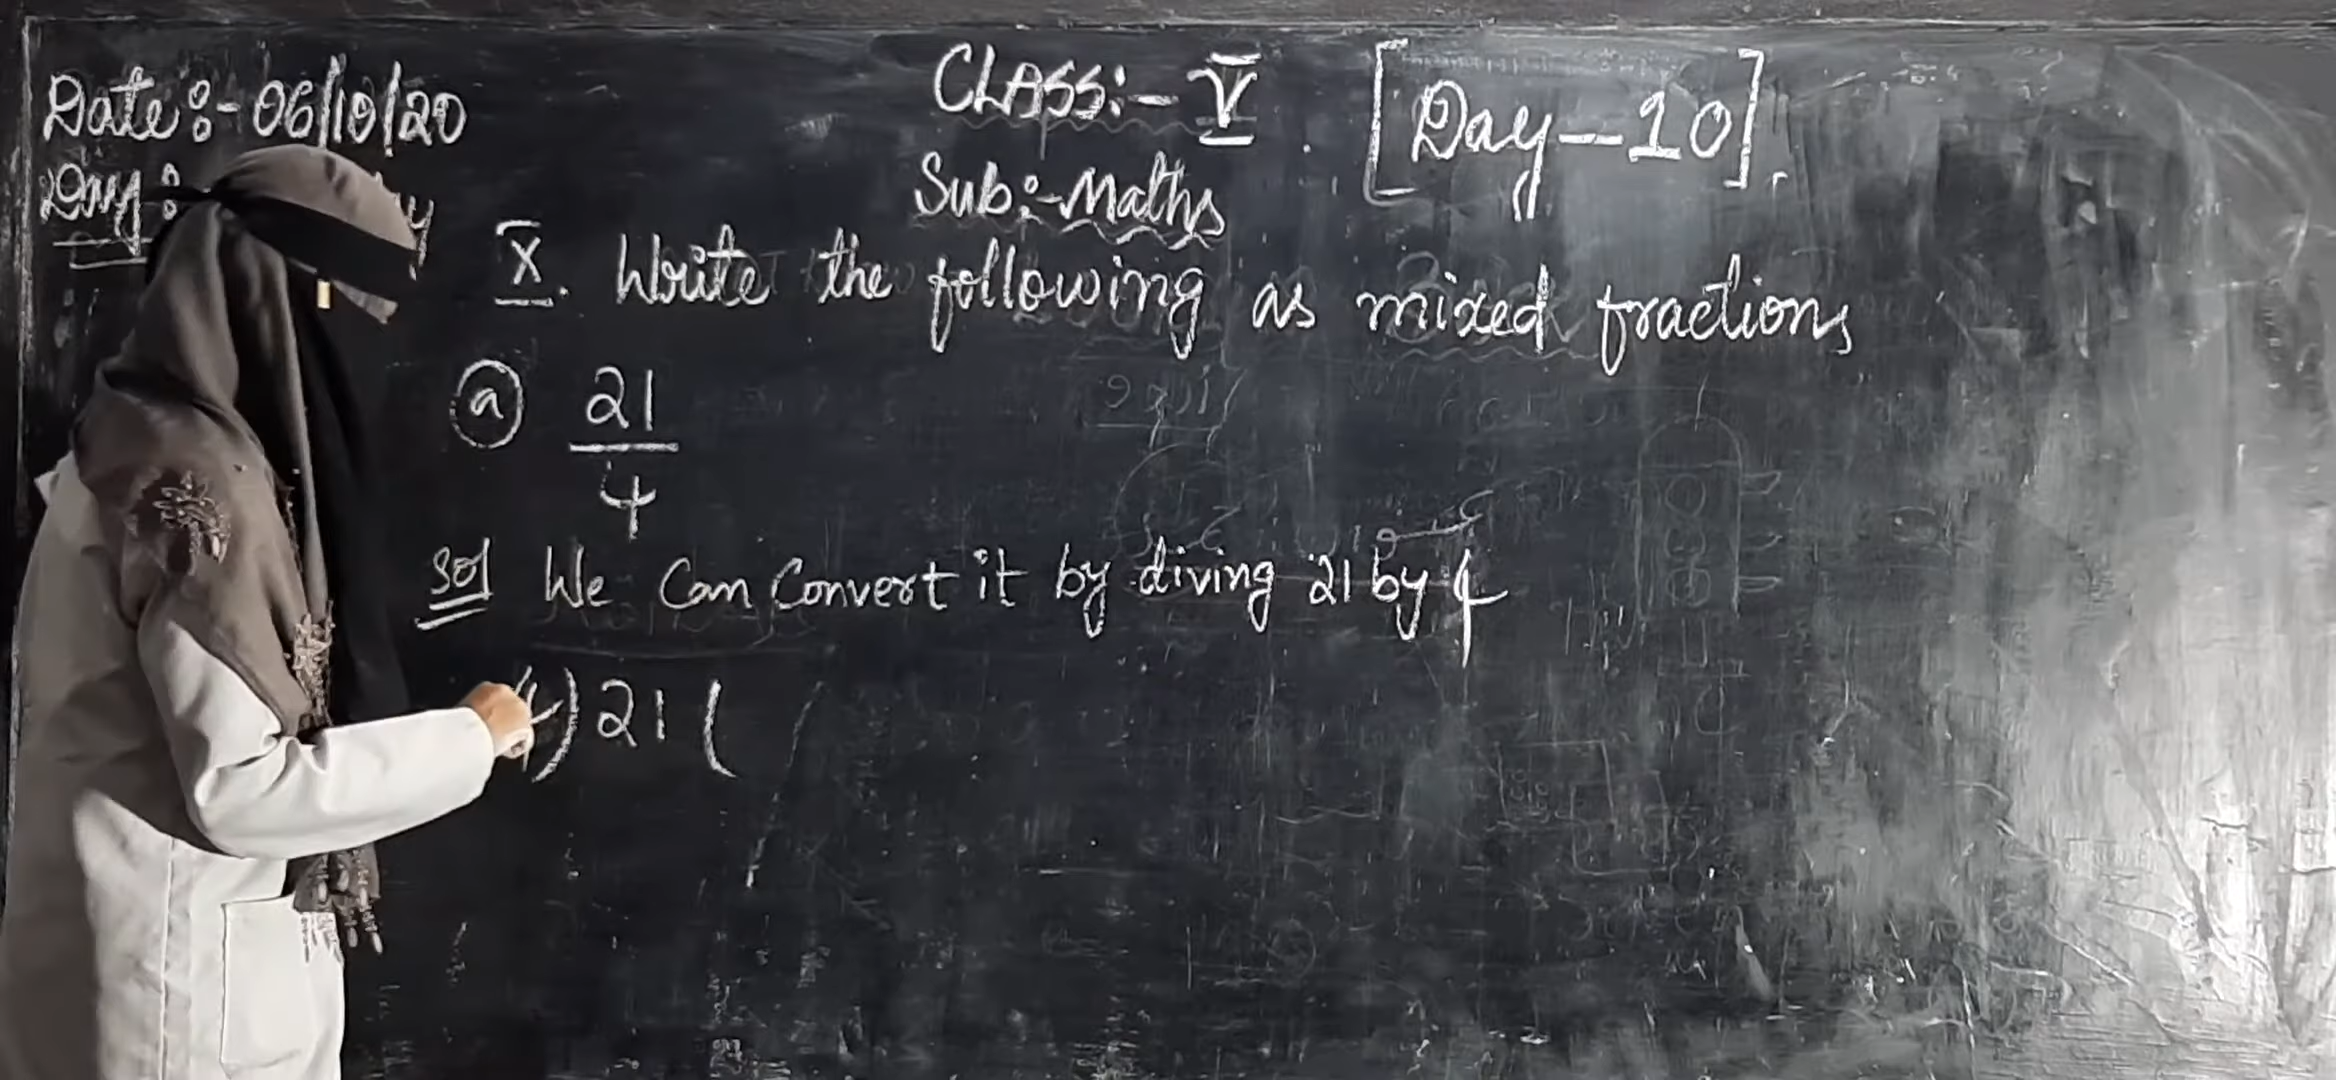 Date:- 06/10/20
CLASS:- V
[Day-10].
Day:
Sub:- Maths
X. Write the following as mixed fractions
a 21/4
Sol We Can Convert it by diving 21 by 4
4) 21 (